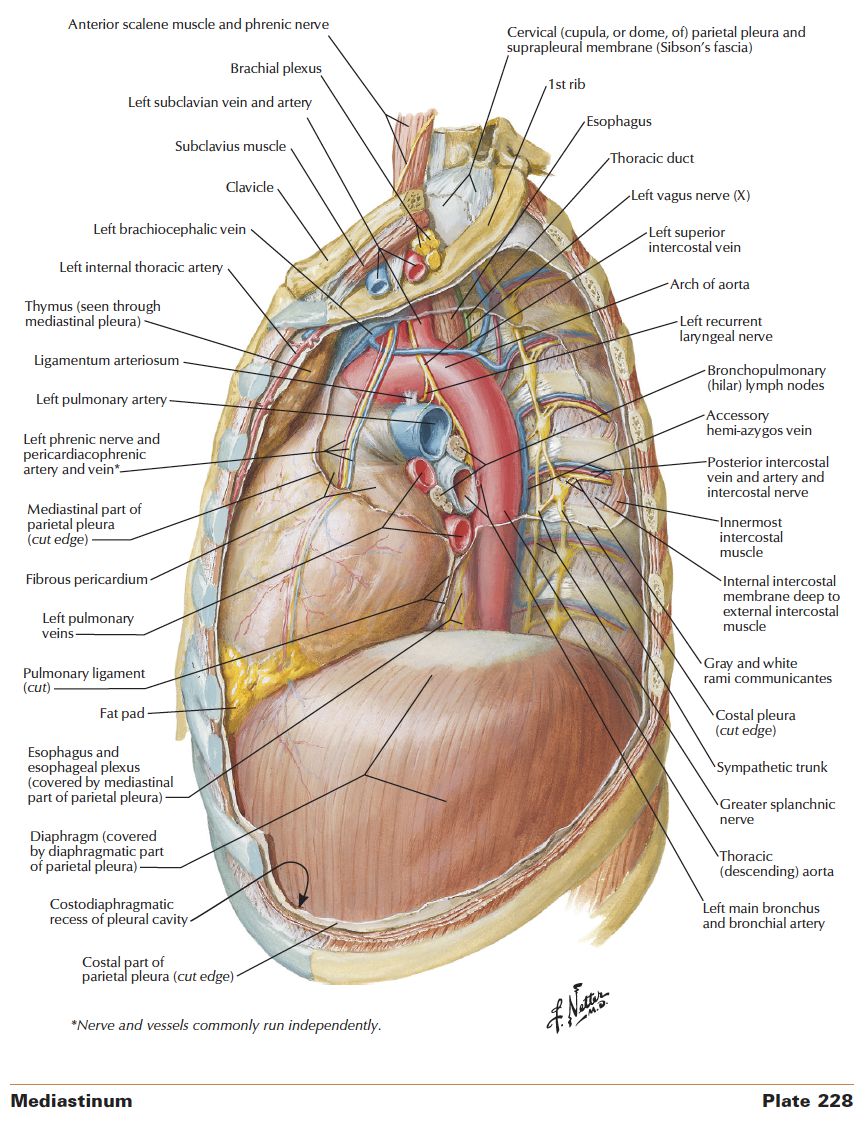 Anterior scalene muscle and phrenic nerve
Brachial plexus
Left subclavian vein and artery
Subclavius muscle
Clavicle
Left brachiocephalic vein
Left internal thoracic artery
Thymus (seen through
mediastinal pleura)
Ligamentum arteriosum
Left pulmonary artery
Left phrenic nerve and
pericardiacophrenic
artery and vein*
Mediastinal part of
parietal pleura
(cut edge)
Fibrous pericardium
Left pulmonary
veins
Pulmonary ligament
(cut)
Fat pad
Esophagus and
esophageal plexus
(covered by mediastinal
part of parietal pleura)
Diaphragm (covered
by diaphragmatic part
of parietal pleura)
Costodiaphragmatic
recess of pleural cavity
Costal part of
parietal pleura (cut edge)
Cervical (cupula, or dome, of) parietal pleura and
suprapleural membrane (Sibson's fascia)
1st rib
Esophagus
Thoracic duct
Left vagus nerve (X)
Left superior
intercostal vein
Arch of aorta
Left recurrent
laryngeal nerve
Bronchopulmonary
(hilar) lymph nodes
Accessory
hemi-azygos vein
Posterior intercostal
vein and artery and
intercostal nerve
Innermost
intercostal
muscle
Internal intercostal
membrane deep to
external intercostal
muscle
Gray and white
rami communicantes
Costal pleura
(cut edge)
Sympathetic trunk
Greater splanchnic
nerve
Thoracic
(descending) aorta
Left main bronchus
and bronchial artery
F. Netter
M.D.
*Nerve and vessels commonly run independently.
Mediastinum
Plate 228